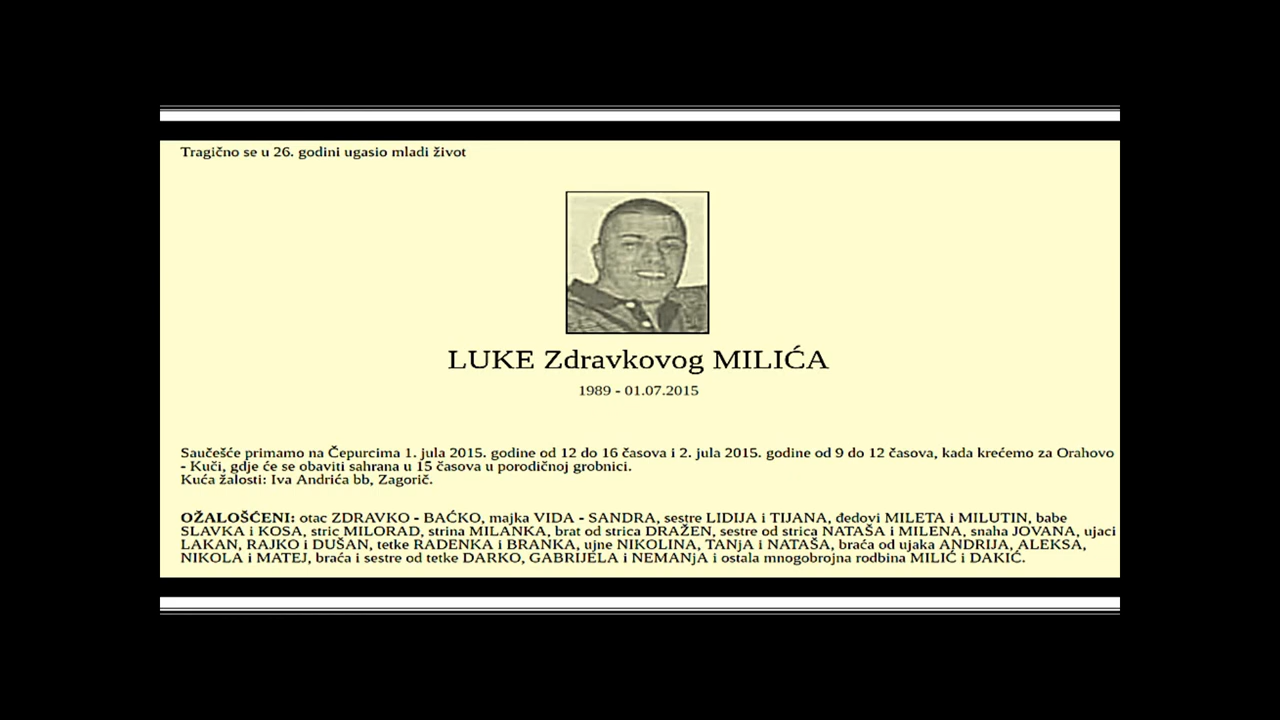 Tragično se u 26. godini ugasio mladi život
LUKE Zdravkovog MILIĆA
1989 - 01.07.2015
Saučešće primamo na Čepurcima 1. jula 2015. godine od 12 do 16 časova i 2. jula 2015. godine od 9 do 12 časova, kada krećemo za Orahovo
- Kuči, gdje će se obaviti sahrana u 15 časova u porodičnoj grobnici.
Kuća žalosti: Iva Andrića bb, Zagorič.
OŽALOŠĆENI: otac ZDRAVKO - BAĆKO, majka VIDA - SANDRA, sestre LIDIJA i TIJANA, đedovi MILETA i MILUTIN, babe
SLAVKA i KOSA, stric MILORAD, strina MILANKA, brat od strica DRAŽEN, sestre od strica NATAŠA i MILENA, snaha JOVANA, ujaci
LAKAN, RAJKO i DUŠAN, tetke RADENKA i BRANKA, ujne NIKOLINA, TANjA i NATAŠA, braća od ujaka ANDRIJA, ALEKSA,
NIKOLA i MATEJ, braća i sestre od tetke DARKO, GABRIJELA i NEMANjA i ostala mnogobrojna rodbina MILIĆ i DAKIĆ.